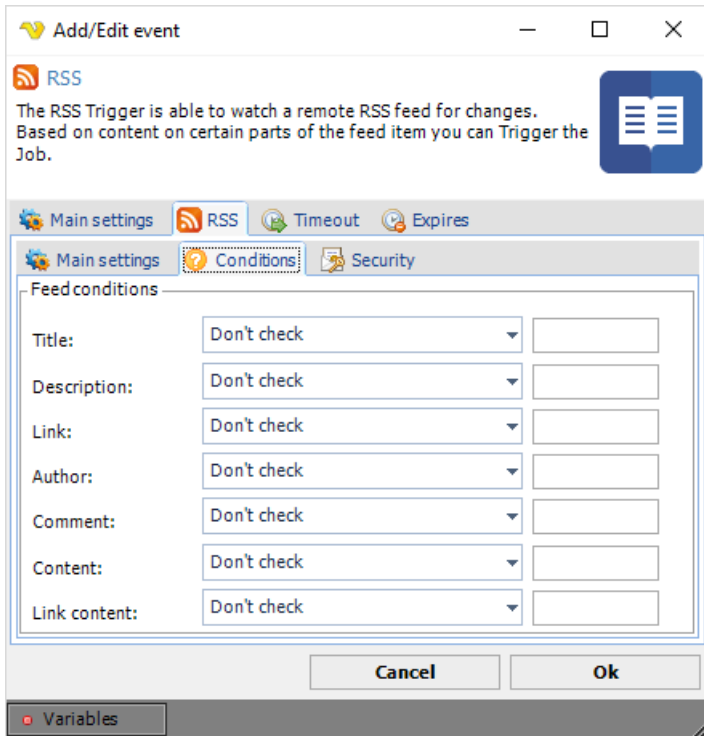 Add/Edit event
RSS
The RSS Trigger is able to watch a remote RSS feed for changes.
Based on content on certain parts of the feed item you can Trigger the
Job.
Main settings RSS Timeout Expires
Main settings Conditions Security
Feed conditions
Title: Don't check
Description: Don't check
Link: Don't check
Author: Don't check
Comment: Don't check
Content: Don't check
Link content: Don't check
Cancel Ok
Variables